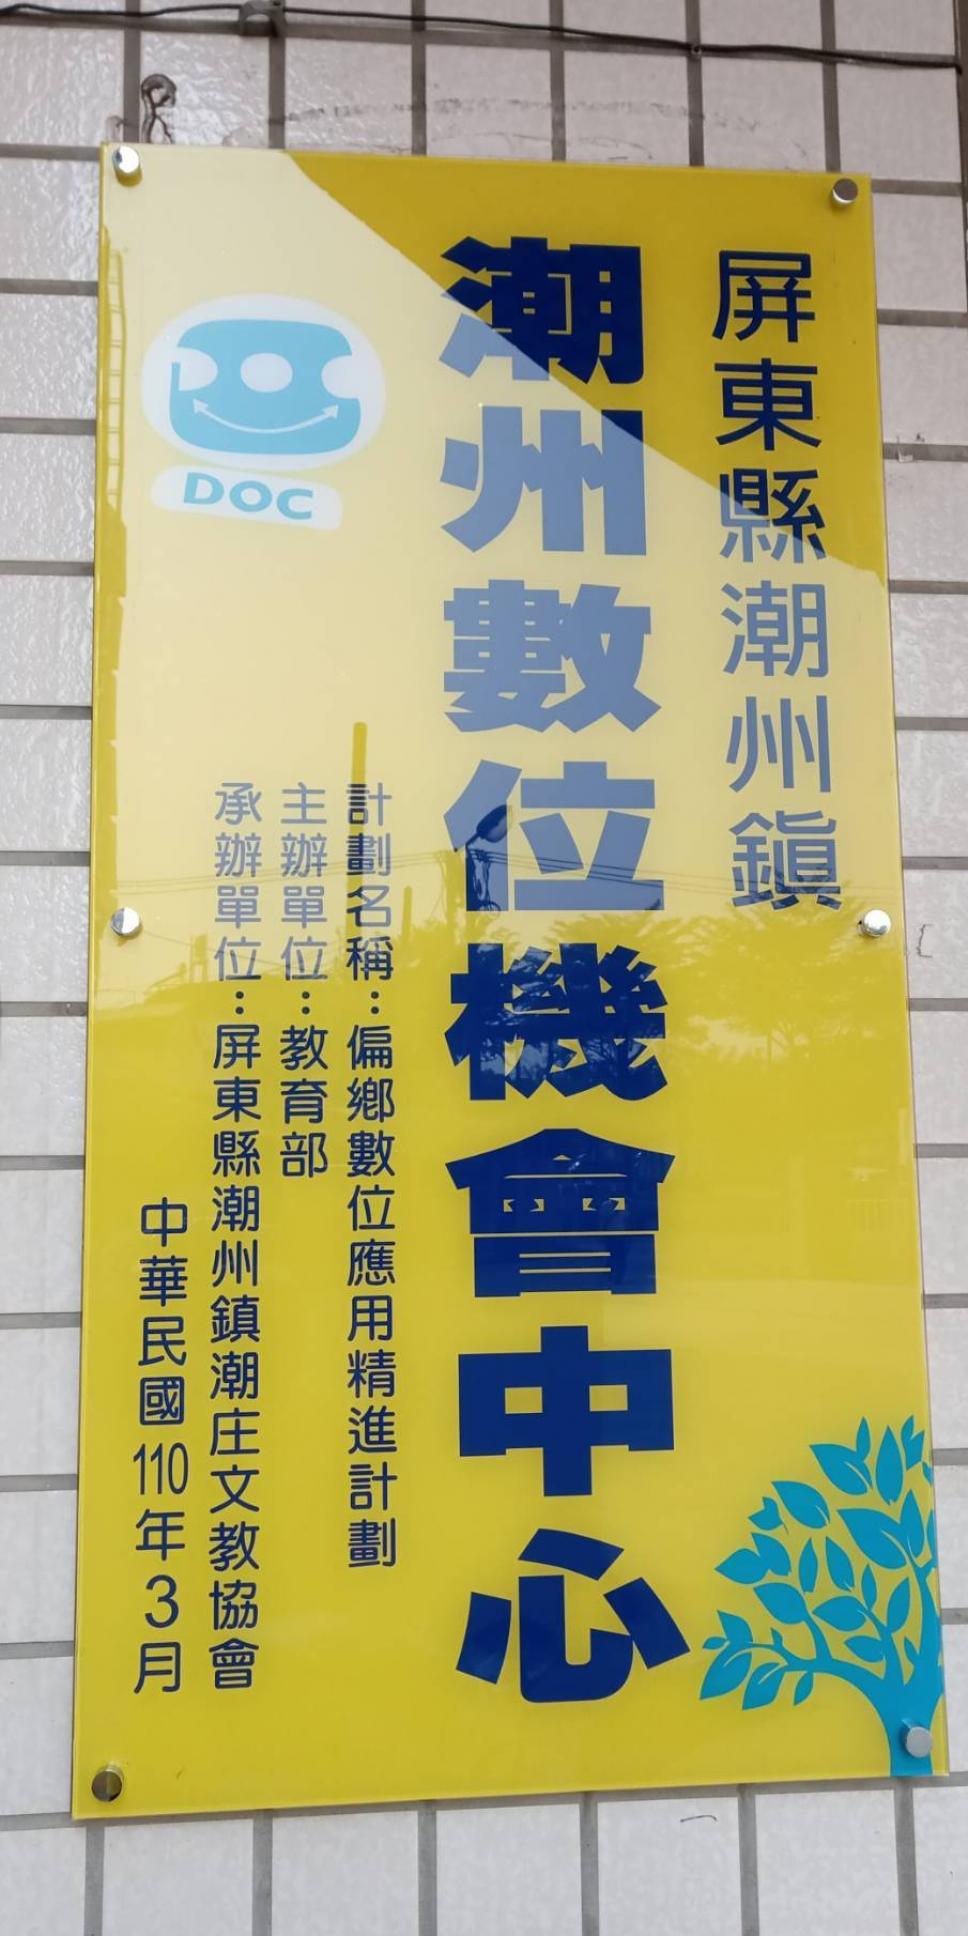 屏東縣潮州鎮
潮州數位機會中心
計劃名稱：偏鄉數位應用精進計劃
主辦單位：教育部
承辦單位：屏東縣潮州鎮潮庄文教協會
中華民國110年3月
DOC